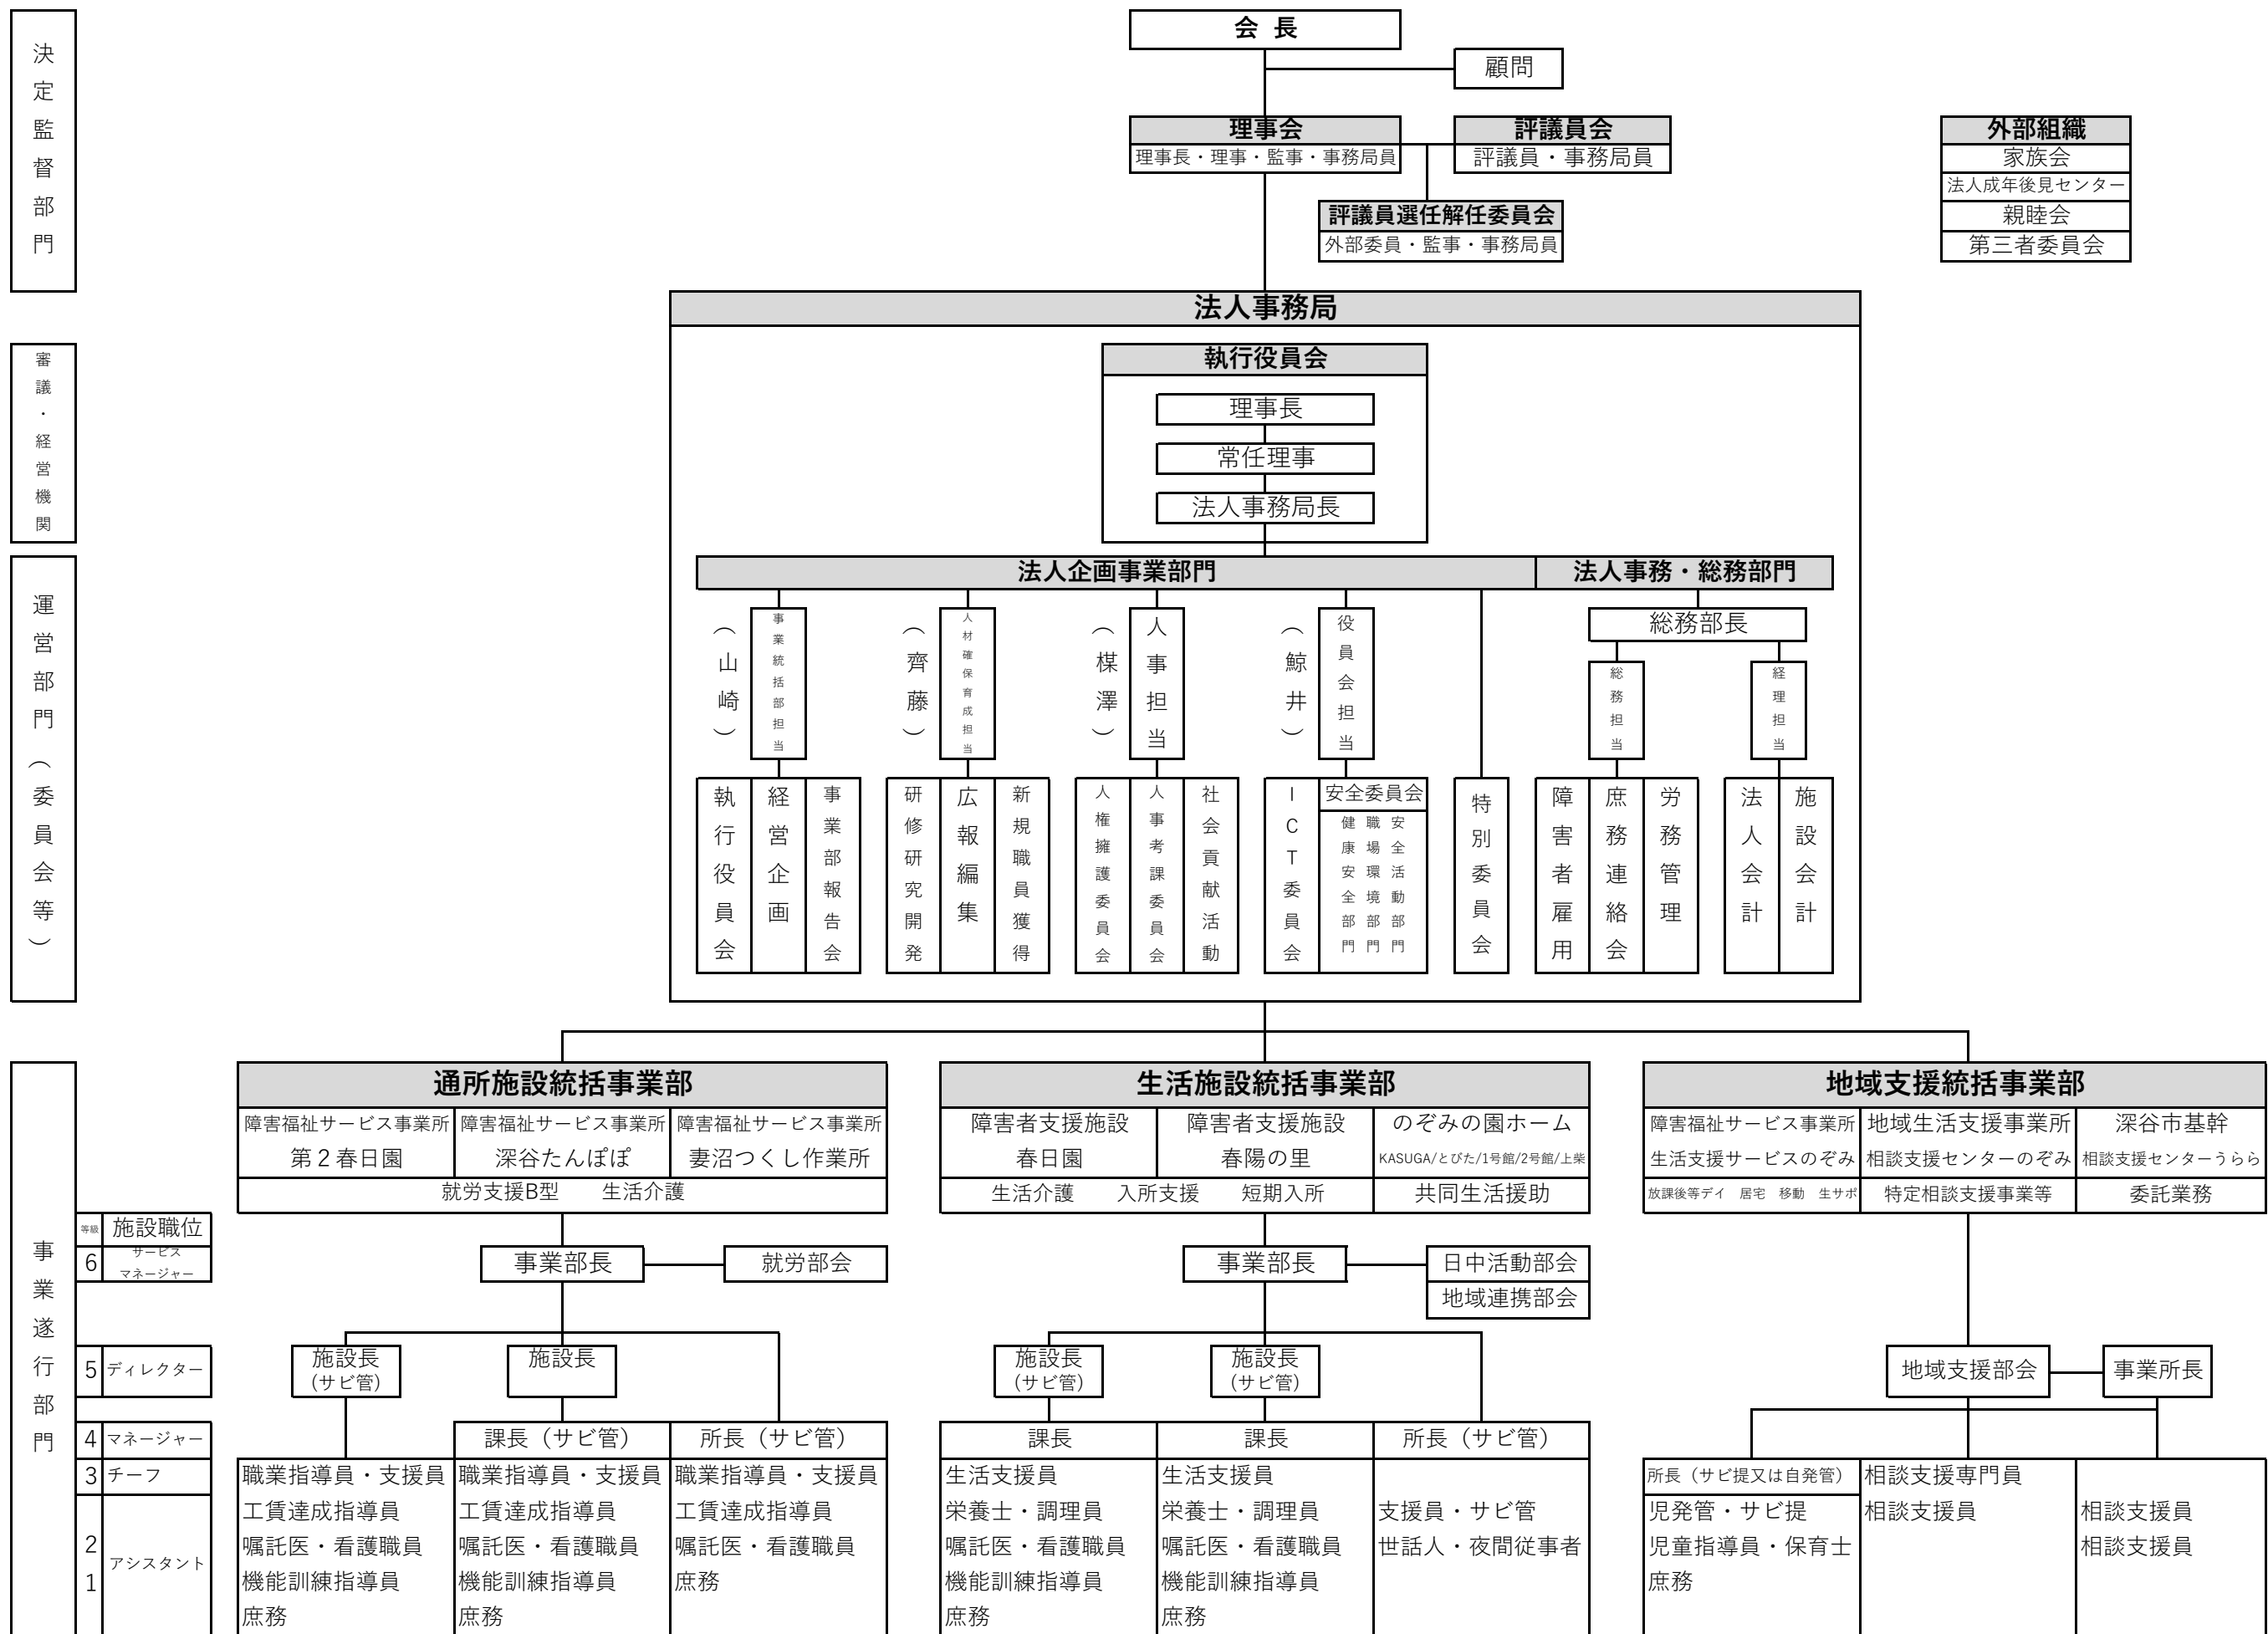 決定監督部門
会 長
顧問
理事会
理事長・理事・監事・事務局員
評議員会
評議員・事務局員
評議員選任解任委員会
外部委員・監事・事務局員
外部組織
家族会
法人成年後見センター
親睦会
第三者委員会
法人事務局
審議・経営機関
執行役員会
理事長
常任理事
法人事務局長
運営部門（委員会等）
法人企画事業部門
法人事務・総務部門
（山崎）
事業統括部担当
（齊藤）
人材確保育成担当
（楳澤）
人事担当
（鯨井）
役員会担当
総務部長
総務担当
経理担当
執行役員会
経営企画
事業部報告会
研修研究開発
広報編集
新規職員獲得
人権擁護委員会
人事考課委員会
社会貢献活動
ICT委員会
安全委員会
健康安全部門
職場環境部門
安全活動部門
特別委員会
障害者雇用
庶務連絡会
労務管理
法人会計
施設会計
事業遂行部門
通所施設統括事業部
障害福祉サービス事業所
第２春日園
障害福祉サービス事業所
深谷たんぽぽ
障害福祉サービス事業所
妻沼つくし作業所
就労支援B型　　生活介護
生活施設統括事業部
障害者支援施設
春日園
障害者支援施設
春陽の里
のぞみの園ホーム
KASUGA/とびた/1号館/2号館/上柴
生活介護　　入所支援　　短期入所
共同生活援助
地域支援統括事業部
障害福祉サービス事業所
生活支援サービスのぞみ
地域生活支援事業所
相談支援センターのぞみ
深谷市基幹
相談支援センターうらら
放課後等デイ　居宅　移動　生サポ
特定相談支援事業等
委託業務
等級
施設職位
6
サービス
マネージャー
事業部長
就労部会
事業部長
日中活動部会
地域連携部会
5
ディレクター
施設長
（サビ管）
施設長
施設長
（サビ管）
施設長
（サビ管）
地域支援部会
事業所長
4
マネージャー
課長（サビ管）
所長（サビ管）
課長
課長
所長（サビ管）
3
チーフ
2
1
アシスタント
職業指導員・支援員
工賃達成指導員
嘱託医・看護職員
機能訓練指導員
庶務
職業指導員・支援員
工賃達成指導員
嘱託医・看護職員
機能訓練指導員
庶務
職業指導員・支援員
工賃達成指導員
嘱託医・看護職員
庶務
生活支援員
栄養士・調理員
嘱託医・看護職員
機能訓練指導員
庶務
生活支援員
栄養士・調理員
嘱託医・看護職員
機能訓練指導員
庶務
支援員・サビ管
世話人・夜間従事者
所長（サビ提又は自発管）
児発管・サビ提
児童指導員・保育士
庶務
相談支援専門員
相談支援員
相談支援員
相談支援員